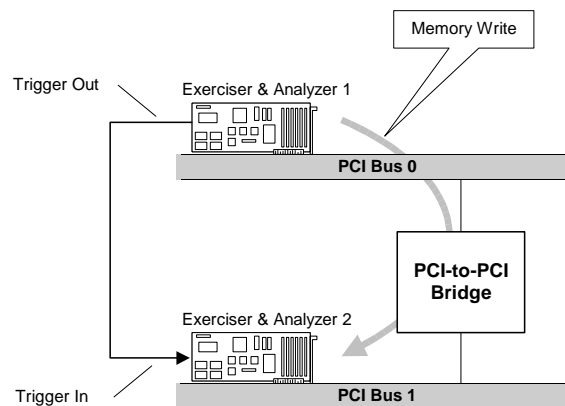 Memory Write
Trigger Out
Exerciser & Analyzer 1
PCI Bus 0
PCI-to-PCI
Bridge
Exerciser & Analyzer 2
Trigger In
PCI Bus 1